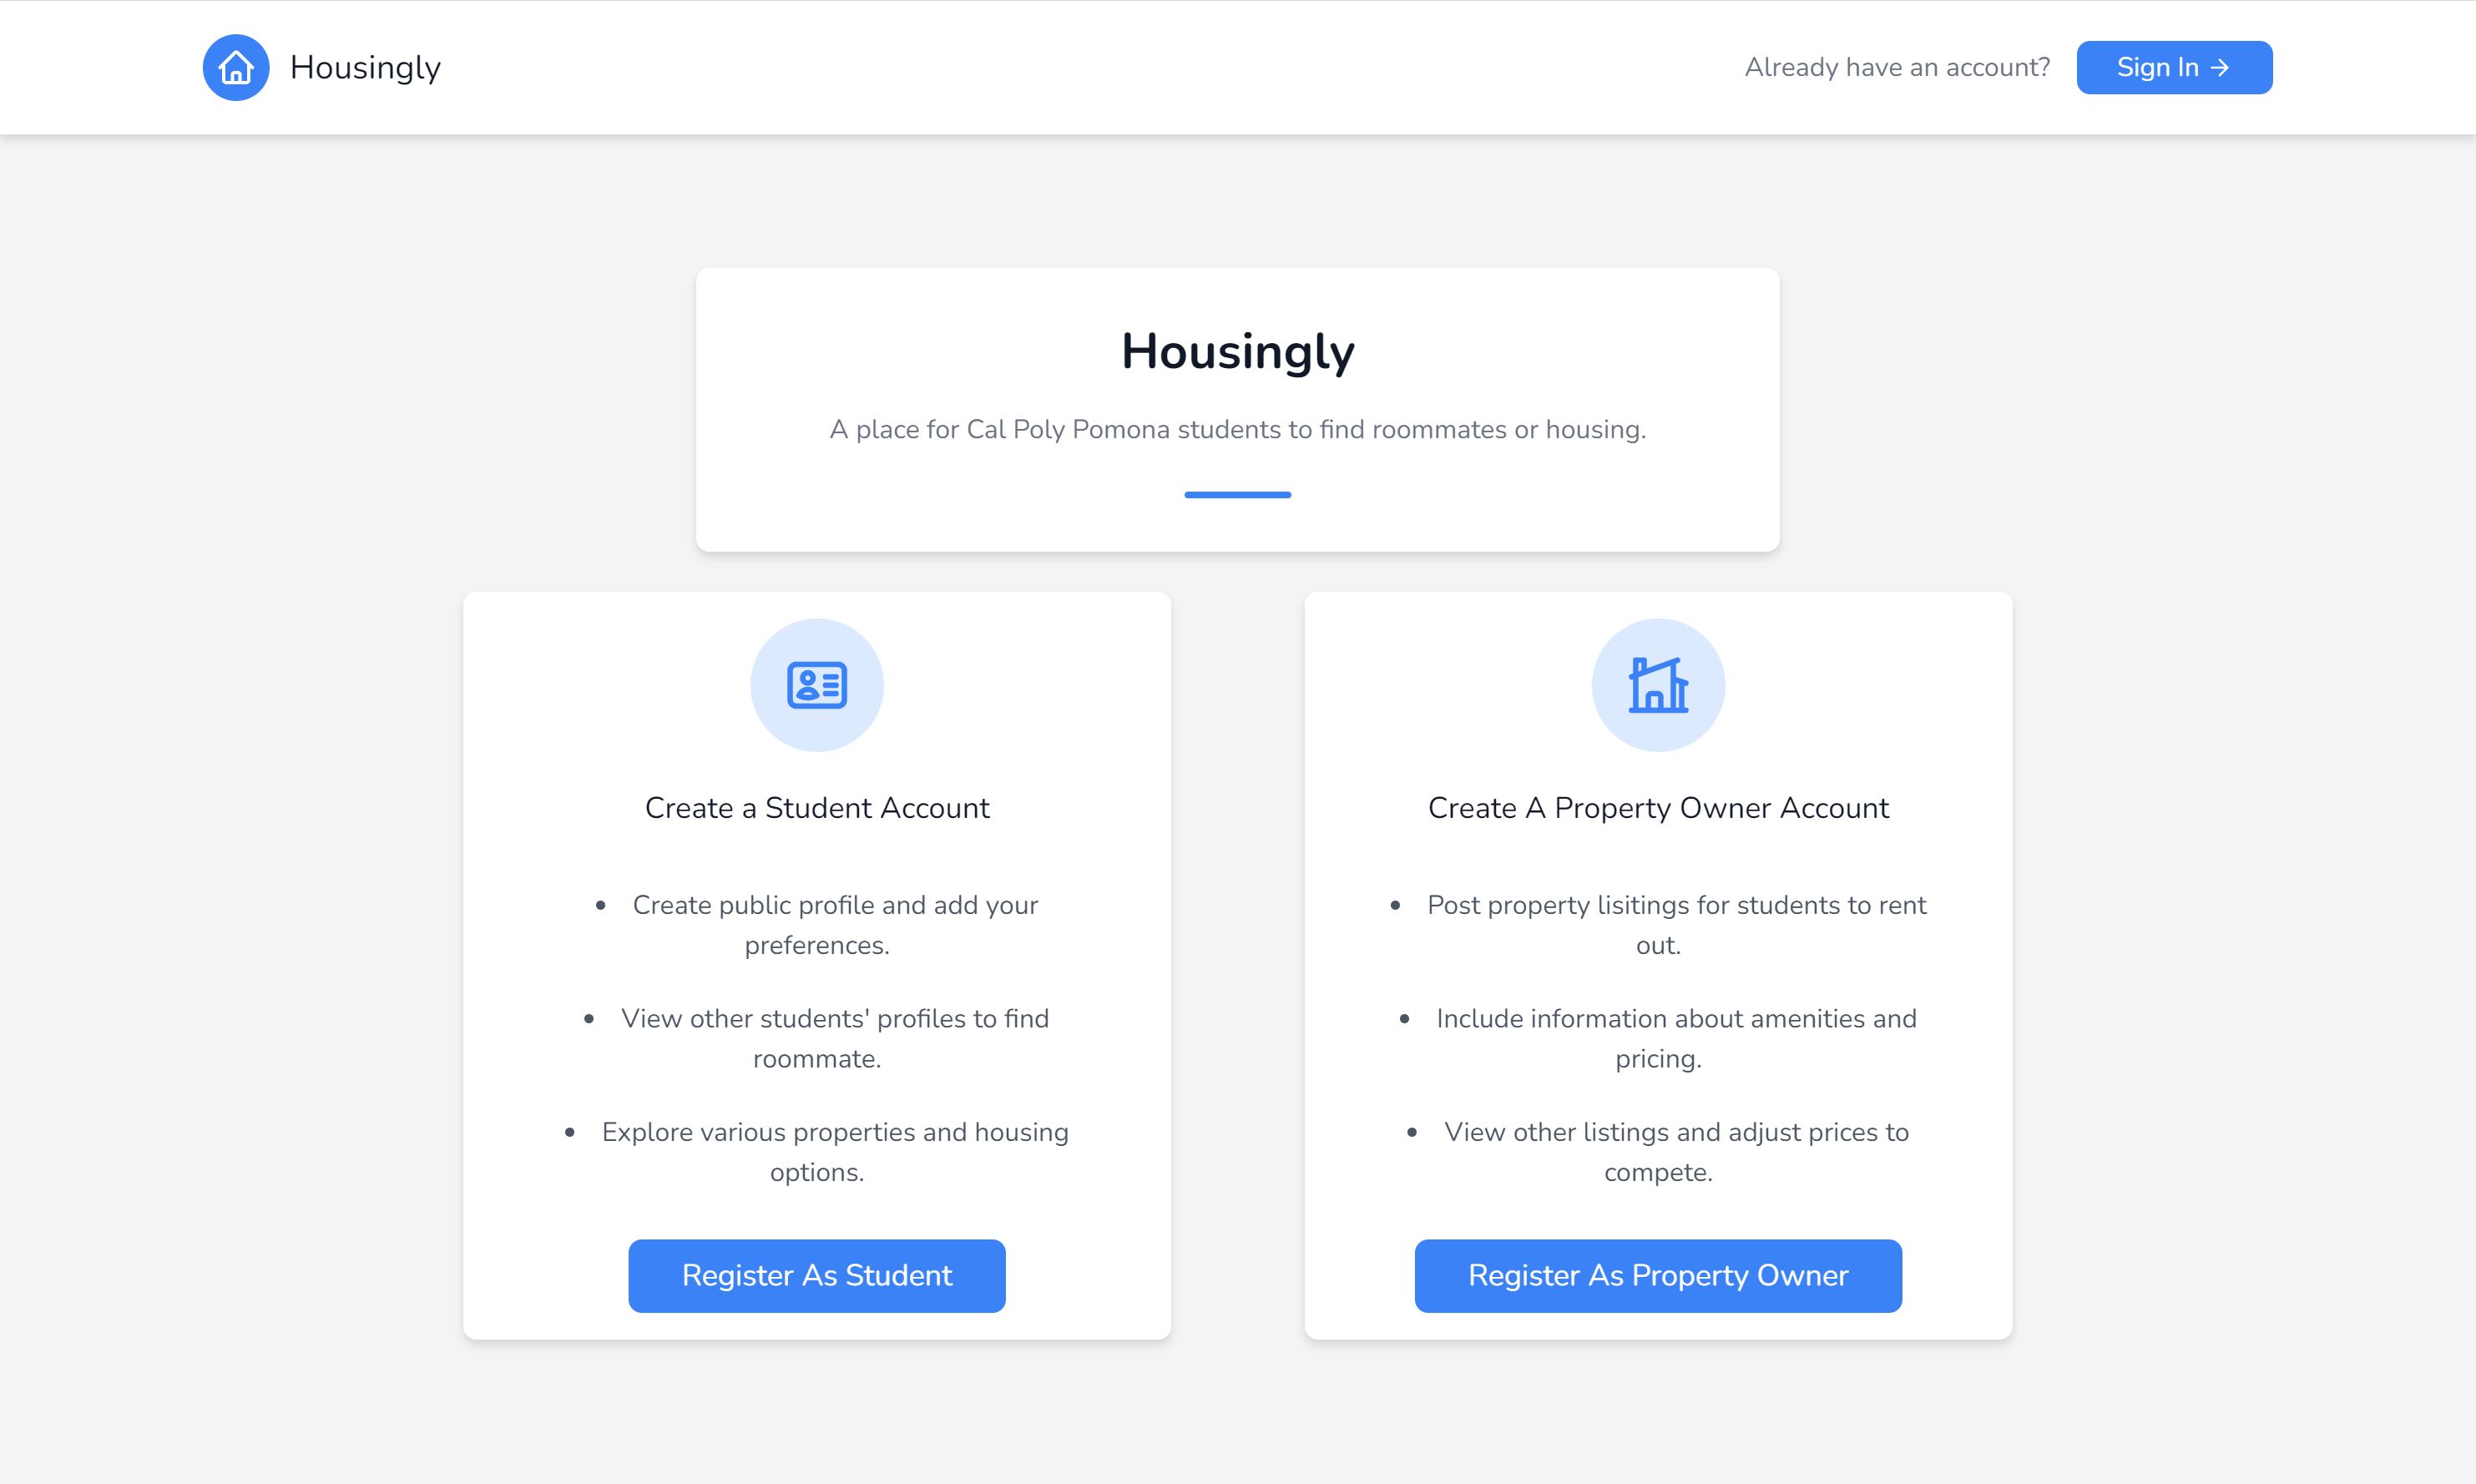 Housingly
Already have an account?
Sign In →
Housingly
A place for Cal Poly Pomona students to find roommates or housing.
Create a Student Account
• Create public profile and add your
preferences.
• View other students' profiles to find
roommate.
• Explore various properties and housing
options.
Register As Student
Create A Property Owner Account
• Post property lisitings for students to rent
out.
• Include information about amenities and
pricing.
• View other listings and adjust prices to
compete.
Register As Property Owner